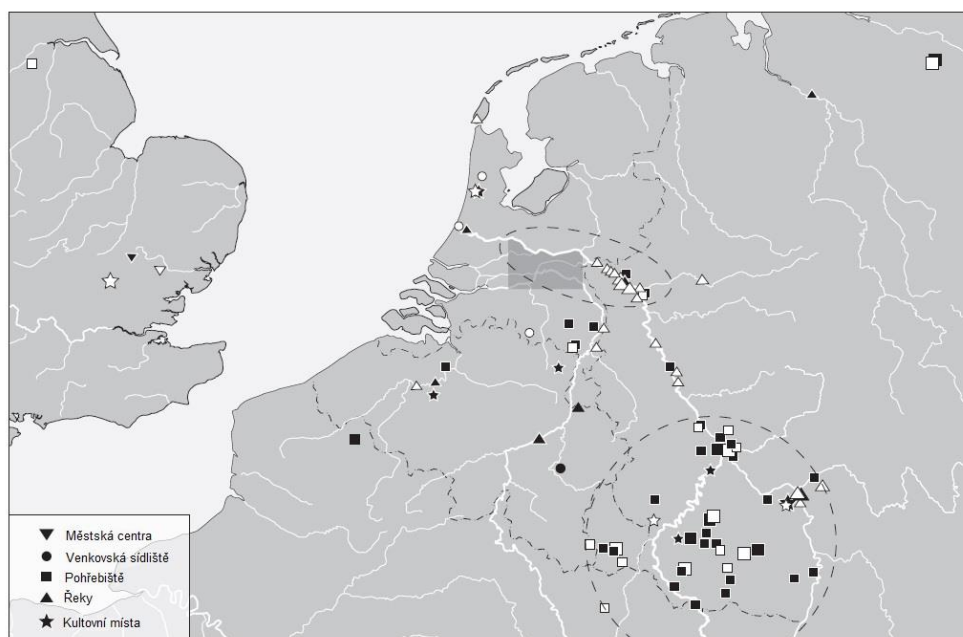 Městská centra
Venkovská sídliště
Pohřebiště
Řeky
Kultovní místa